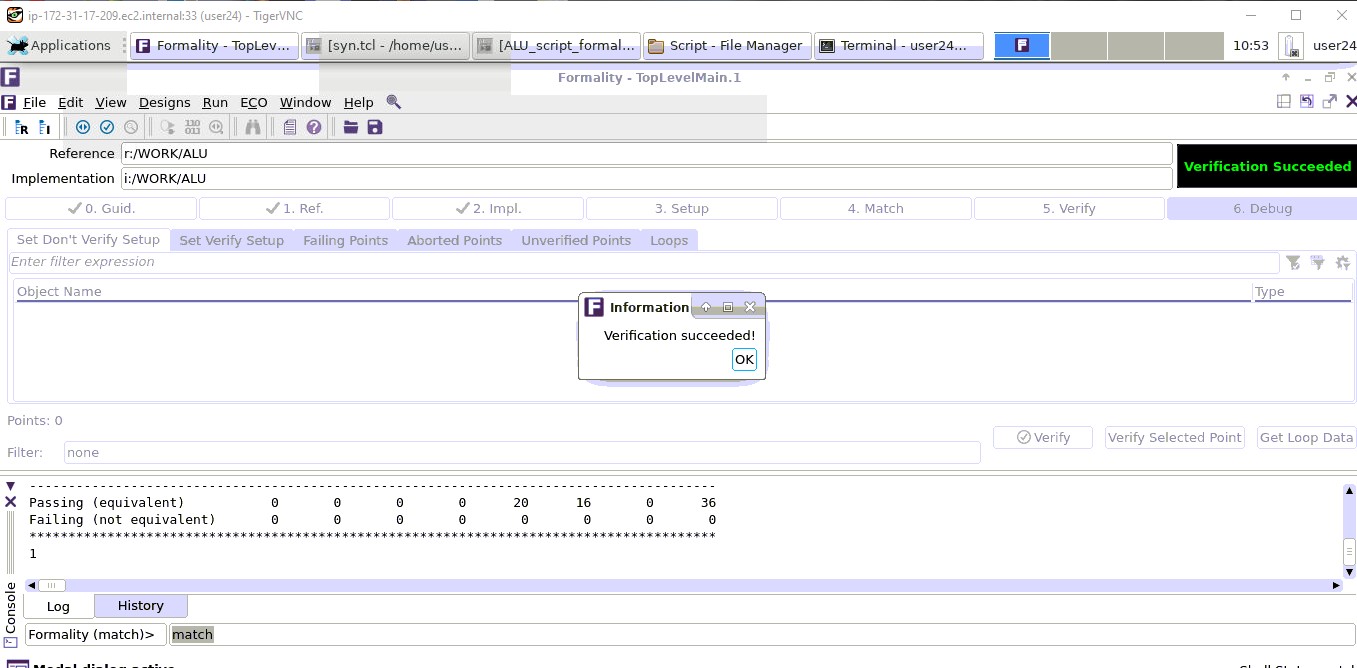 ip-172-31-17-209.ec2.internal:33 (user24) - TigerVNC
Applications Formality - TopLev... [syn.tcl - /home/us... [ALU_script_formal... Script - File Manager Terminal - user24... 10:53 user24
Formality - TopLevelMain.1
File Edit View Designs Run ECO Window Help
Reference r:/WORK/ALU
Verification Succeeded
Implementation i:/WORK/ALU
0. Guid. 1. Ref. 2. Impl. 3. Setup 4. Match 5. Verify 6. Debug
Set Don't Verify Setup Set Verify Setup Failing Points Aborted Points Unverified Points Loops
Enter filter expression
Object Name Type
Information
Verification succeeded!
OK
Points: 0
Verify Verify Selected Point Get Loop Data
Filter: none
----------------------------------------------------------------------------------------
Passing (equivalent) 0 0 0 0 20 16 0 36
Failing (not equivalent) 0 0 0 0 0 0 0 0
****************************************************************************************
1
Console
Log History
Formality (match)> match
Modal dialog active